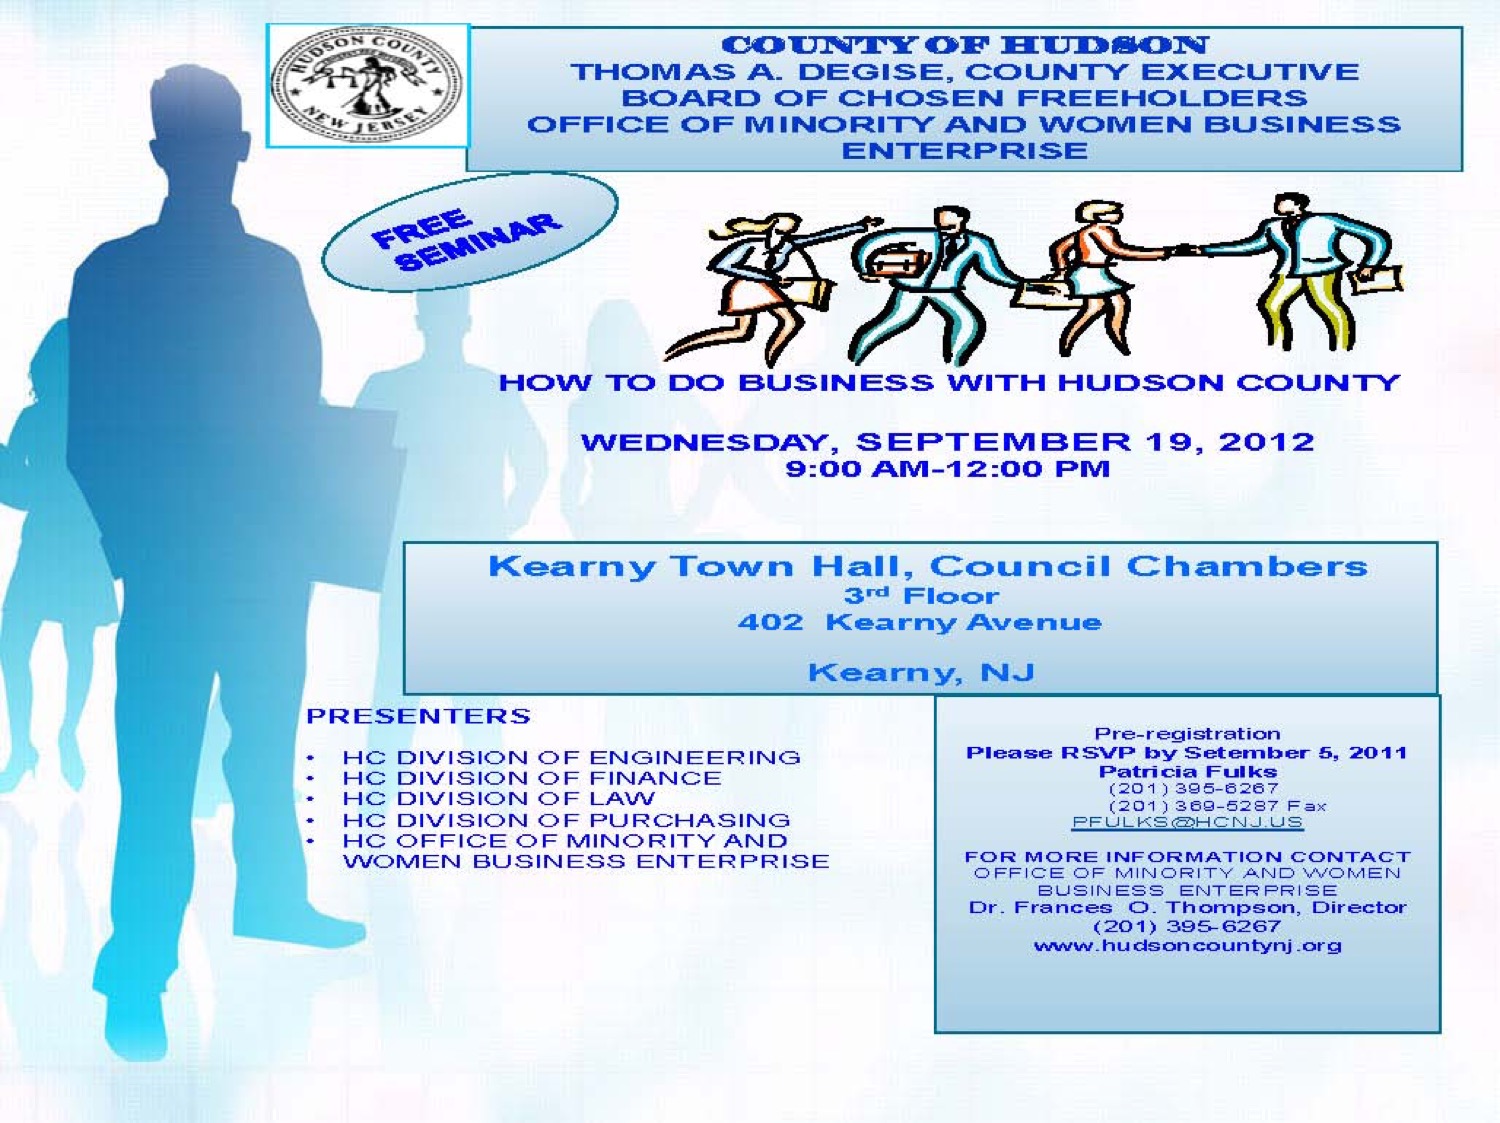 HUDSON COUNTY
NEW JERSEY
COUNTY OF HUDSON
THOMAS A. DEGISE, COUNTY EXECUTIVE
BOARD OF CHOSEN FREEHOLDERS
OFFICE OF MINORITY AND WOMEN BUSINESS
ENTERPRISE
FREE
SEMINAR
HOW TO DO BUSINESS WITH HUDSON COUNTY
WEDNESDAY, SEPTEMBER 19, 2012
9:00 AM-12:00 PM
Kearny Town Hall, Council Chambers
3rd Floor
402 Kearny Avenue
Kearny, NJ
PRESENTERS
• HC DIVISION OF ENGINEERING
• HC DIVISION OF FINANCE
• HC DIVISION OF LAW
• HC DIVISION OF PURCHASING
• HC OFFICE OF MINORITY AND
WOMEN BUSINESS ENTERPRISE
Pre-registration
Please RSVP by Setember 5, 2011
Patricia Fulks
(201) 395-6267
(201) 369-5287 Fax
PFULKS@HCNJ.US
FOR MORE INFORMATION CONTACT
OFFICE OF MINORITY AND WOMEN
BUSINESS ENTERPRISE
Dr. Frances O. Thompson, Director
(201) 395-6267
www.hudsoncountynj.org